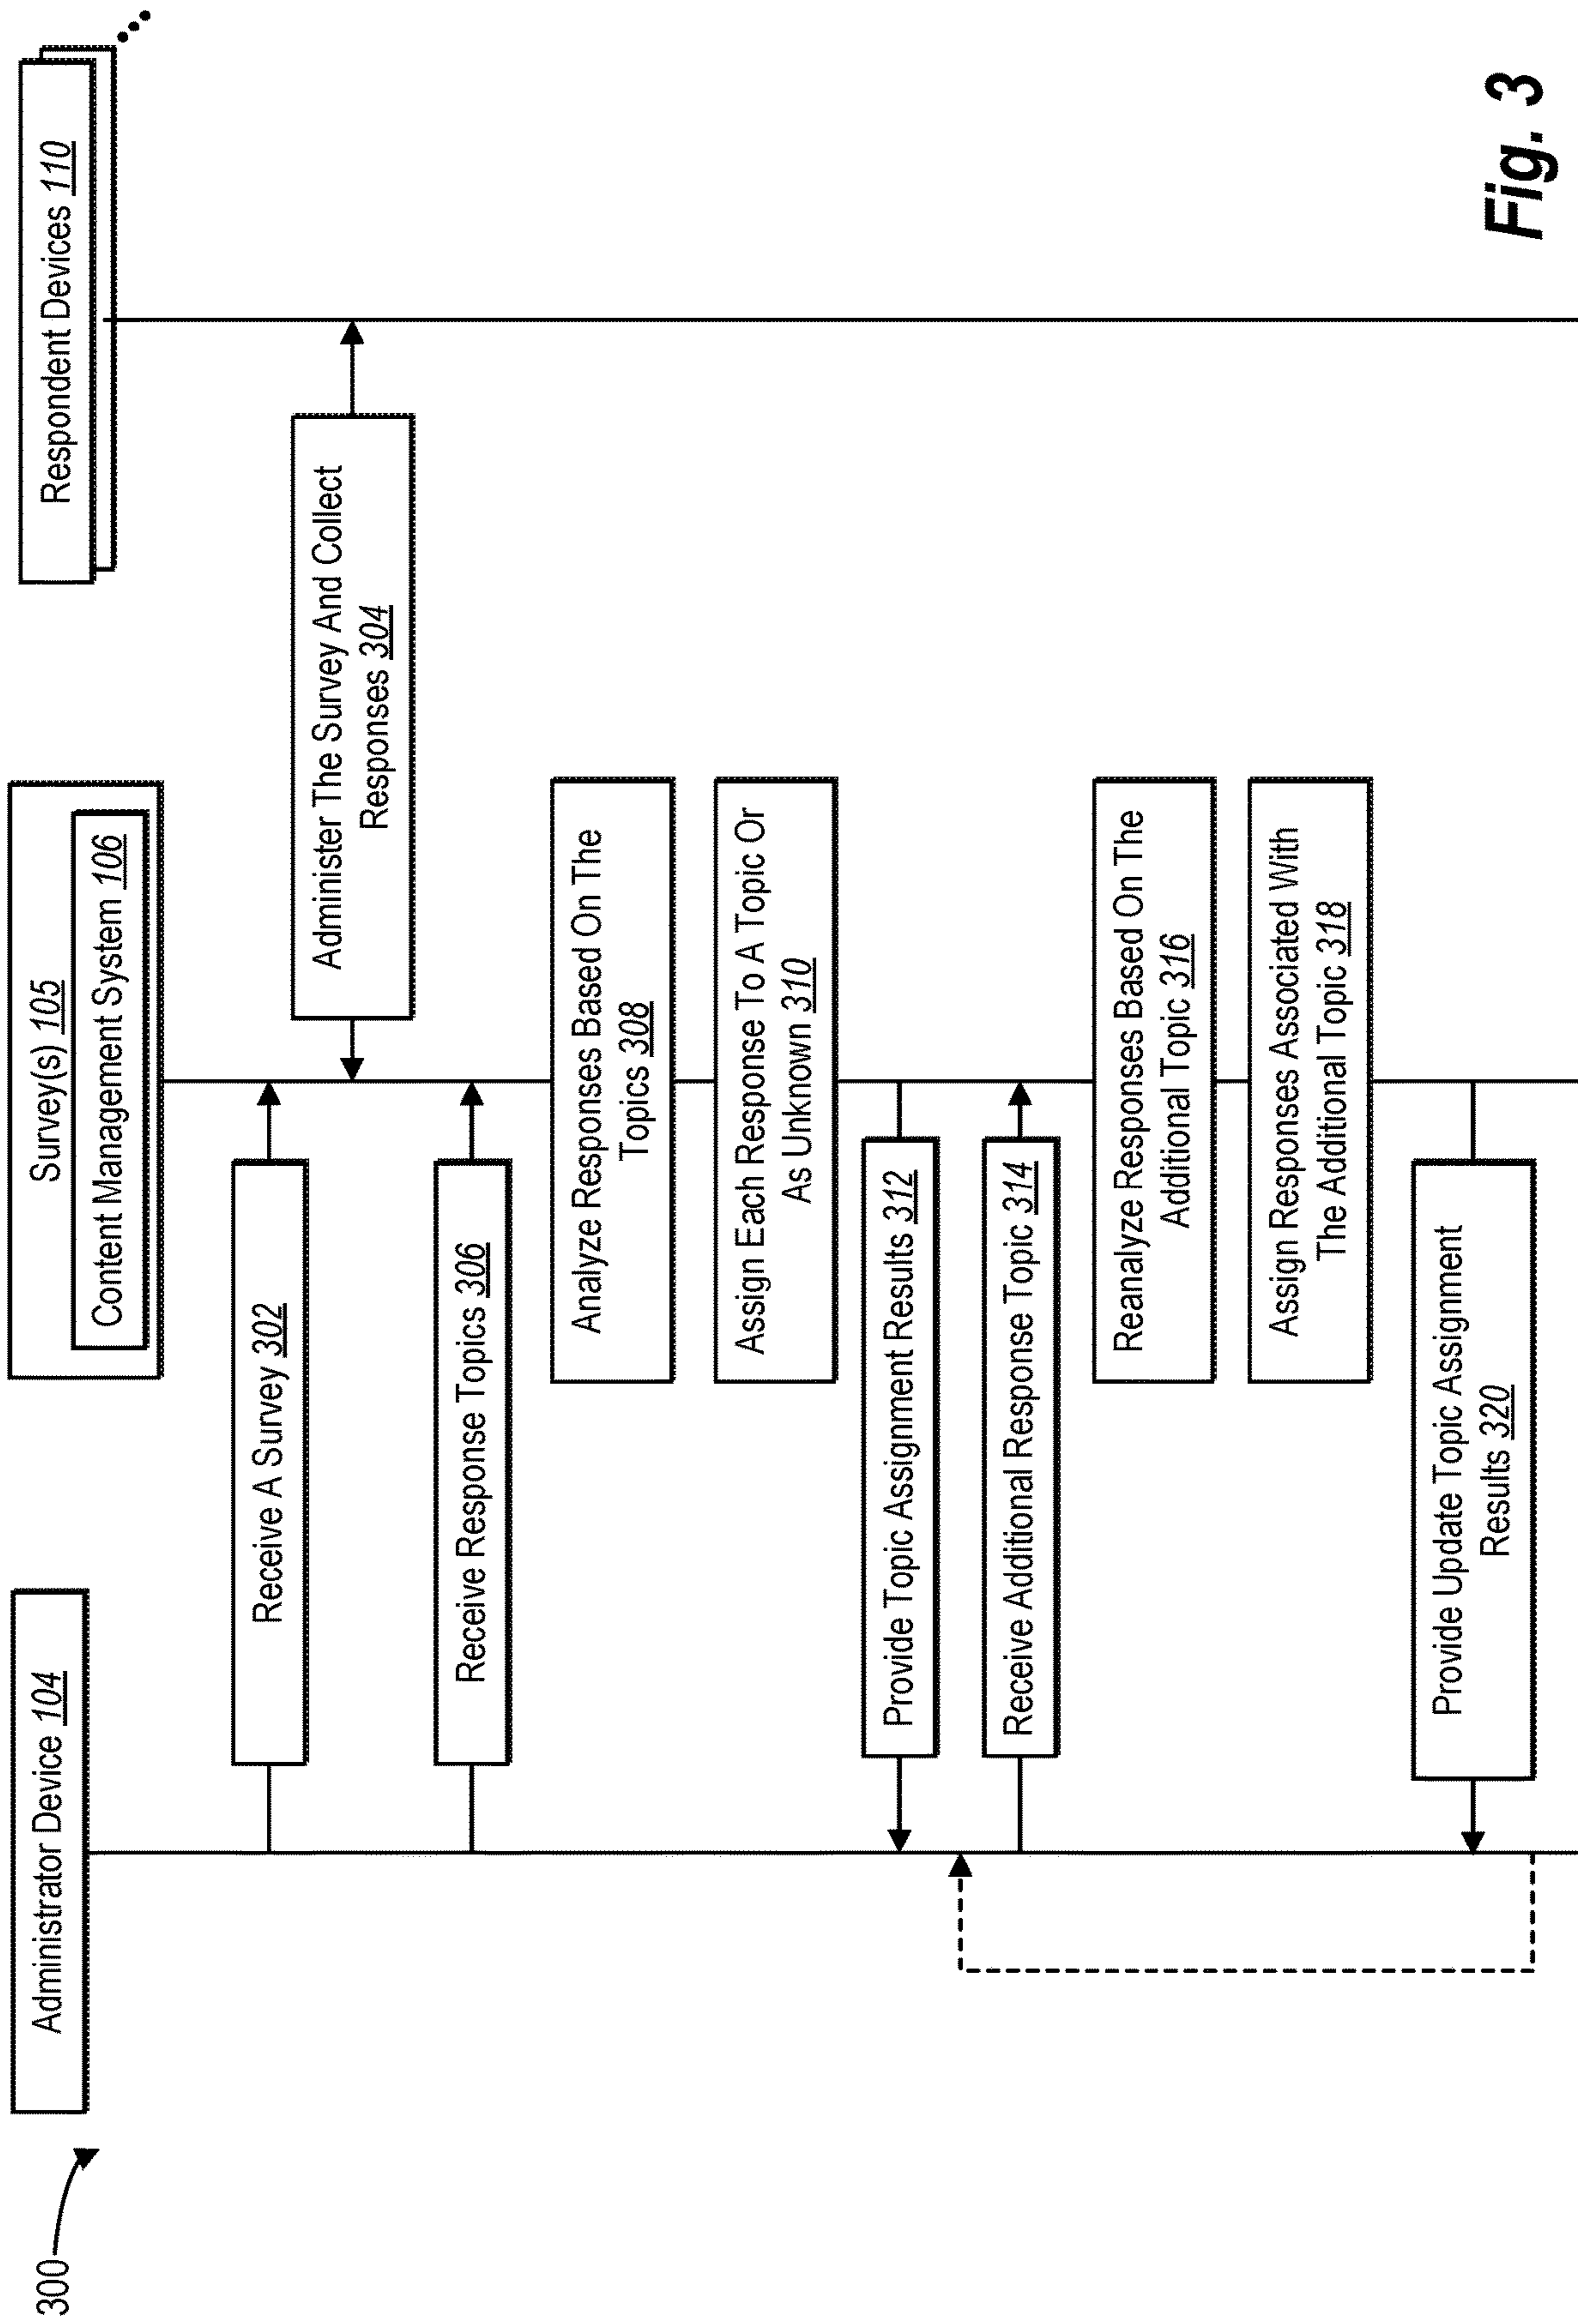 300
Administrator Device 104
Survey(s) 105
Content Management System 106
Respondent Devices 110
Receive A Survey 302
Administer The Survey And Collect
Responses 304
Receive Response Topics 306
Analyze Responses Based On The
Topics 308
Assign Each Response To A Topic Or
As Unknown 310
Provide Topic Assignment Results 312
Receive Additional Response Topic 314
Reanalyze Responses Based On The
Additional Topic 316
Assign Responses Associated With
The Additional Topic 318
Provide Update Topic Assignment
Results 320
Fig. 3